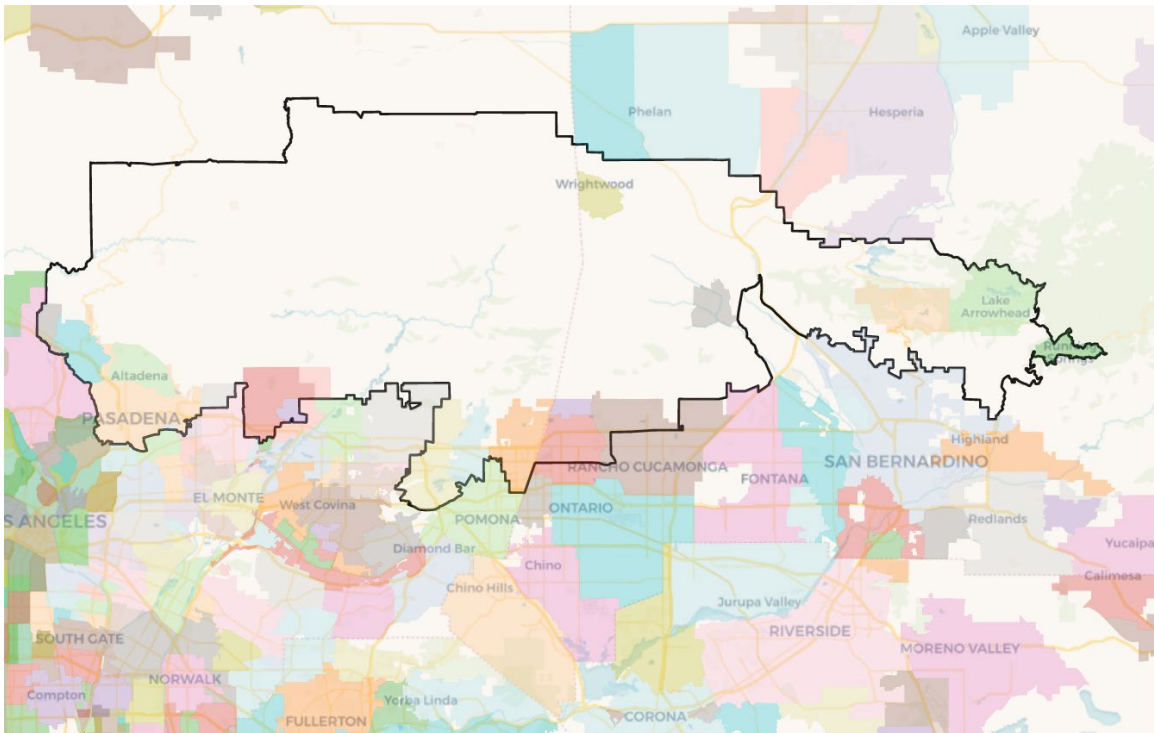 Apple Valley
Phelan
Hesperia
Wrightwood
Lake
Arrowhead
Altadena
PASADENA
Highland
RANCHO CUCAMONGA
SAN BERNARDINO
EL MONTE
West Covina
FONTANA
S ANGELES
POMONA
ONTARIO
Redlands
Diamond Bar
Yucaipa
Chino
Calimesa
Chino Hills
Jurupa Valley
SOUTH GATE
RIVERSIDE
MORENO VALLEY
NORWALK
Compton
Yorba Linda
FULLERTON
CORONA